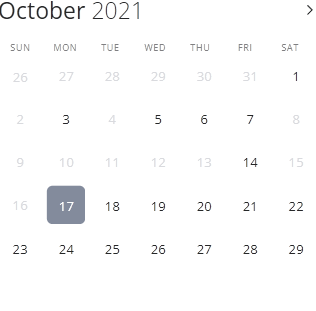 October 2021
SUN MON TUE WED THU FRI SAT
26 27 28 29 30 31 1
2 3 4 5 6 7 8
9 10 11 12 13 14 15
16 17 18 19 20 21 22
23 24 25 26 27 28 29